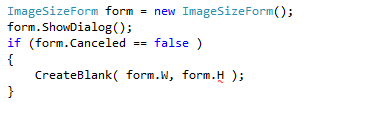 ImageSizeForm form = new ImageSizeForm();
form.ShowDialog();
if (form.Canceled == false )
{
    CreateBlank( form.W, form.H );
}